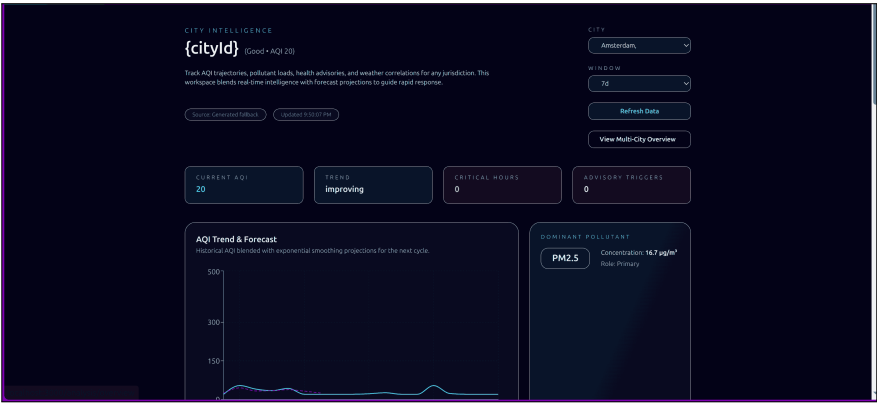 CITY INTELLIGENCE
{cityId} (Good • AQI 20)
Track AQI trajectories, pollutant loads, health advisories, and weather correlations for any jurisdiction. This
workspace blends real-time intelligence with forecast projections to guide rapid response.
Source: Generated fallback Updated 9:50:07 PM
CITY
Amsterdam,
WINDOW
7d
Refresh Data
View Multi-City Overview
CURRENT AQI
20
TREND
improving
CRITICAL HOURS
0
ADVISORY TRIGGERS
0
AQI Trend & Forecast
Historical AQI blended with exponential smoothing projections for the next cycle.
500
300
150
0
DOMINANT POLLUTANT
PM2.5
Concentration: 16.7 µg/m³
Role: Primary